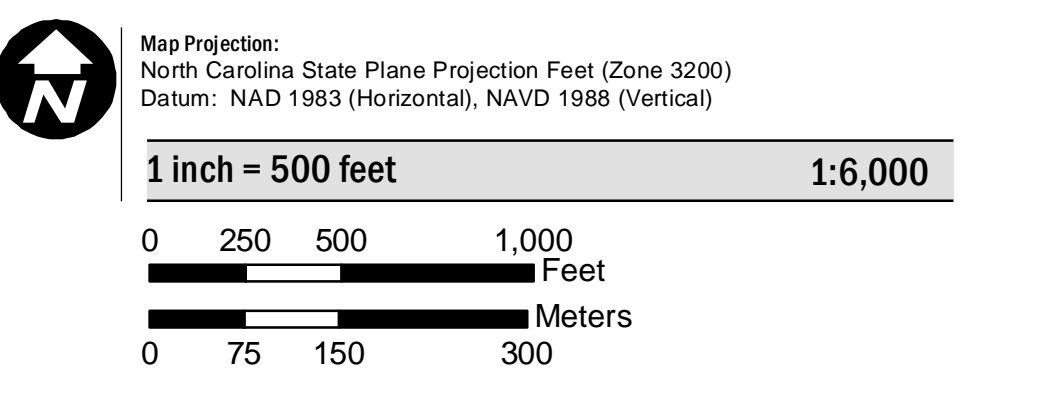 N
Map Projection:
North Carolina State Plane Projection Feet (Zone 3200)
Datum: NAD 1983 (Horizontal), NAVD 1988 (Vertical)
1 inch = 500 feet 1:6,000
0 250 500 1,000
Feet
Meters
0 75 150 300